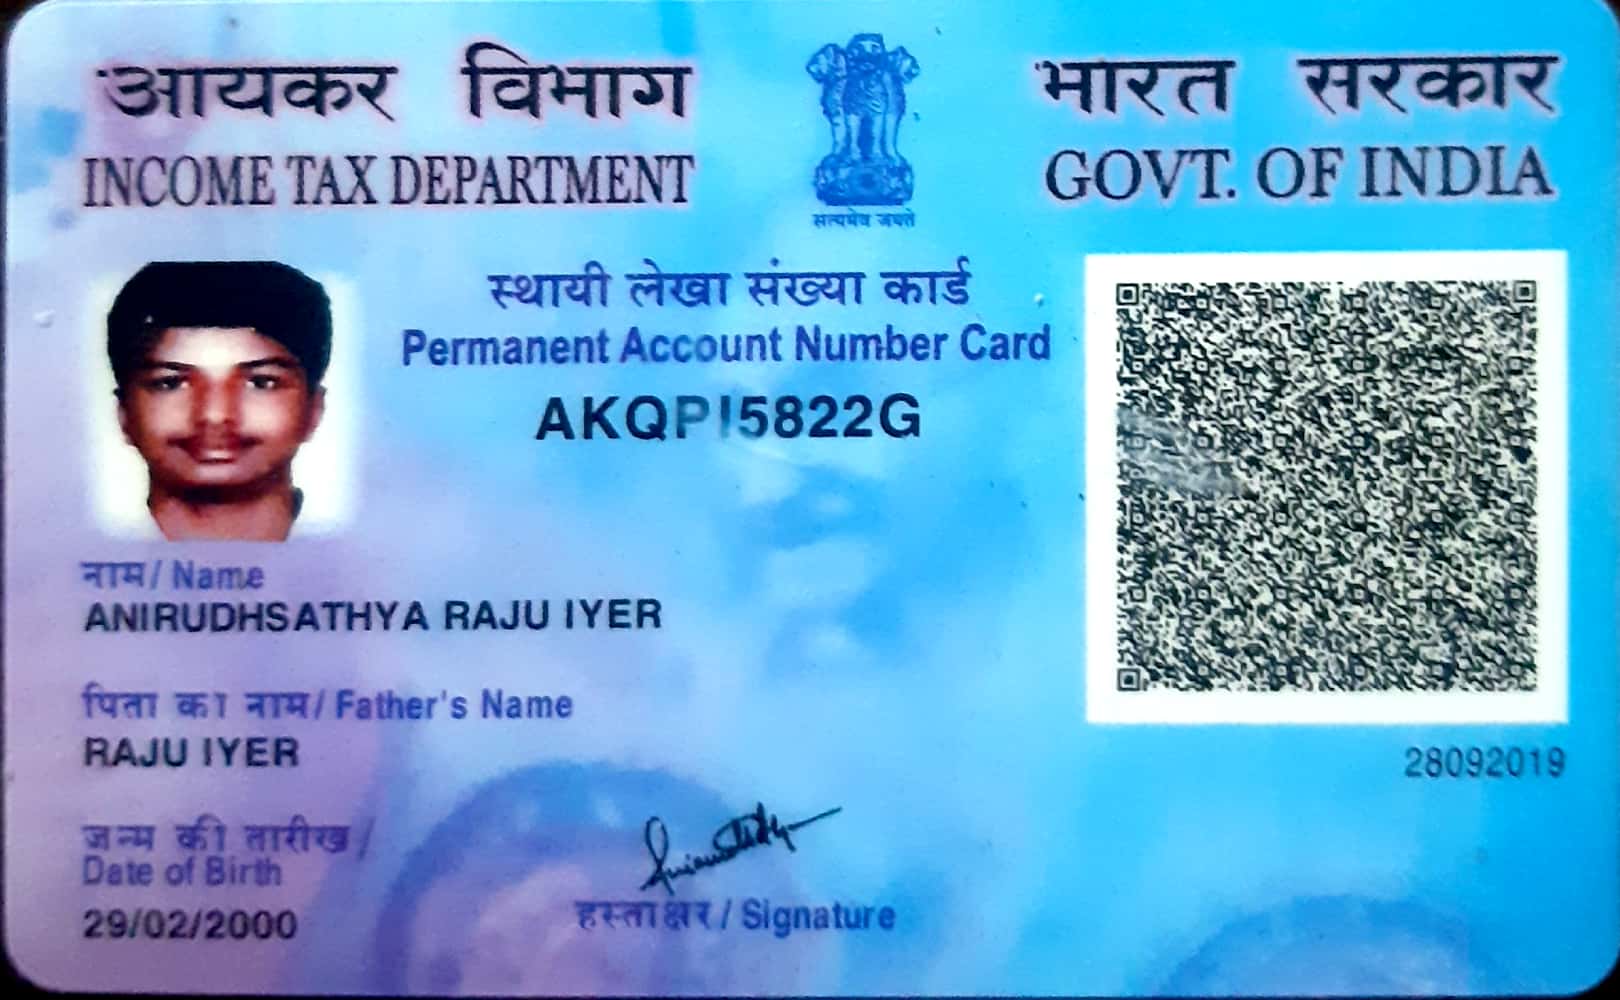 आयकर विभाग
INCOME TAX DEPARTMENT
सत्यमेव जयते
भारत सरकार
GOVT. OF INDIA
स्थायी लेखा संख्या कार्ड
Permanent Account Number Card
AKQPI5822G
नाम / Name
ANIRUDHSATHYA RAJU IYER
पिता का नाम / Father's Name
RAJU IYER
28092019
जन्म की तारीख /
Date of Birth
29/02/2000
हस्ताक्षर / Signature